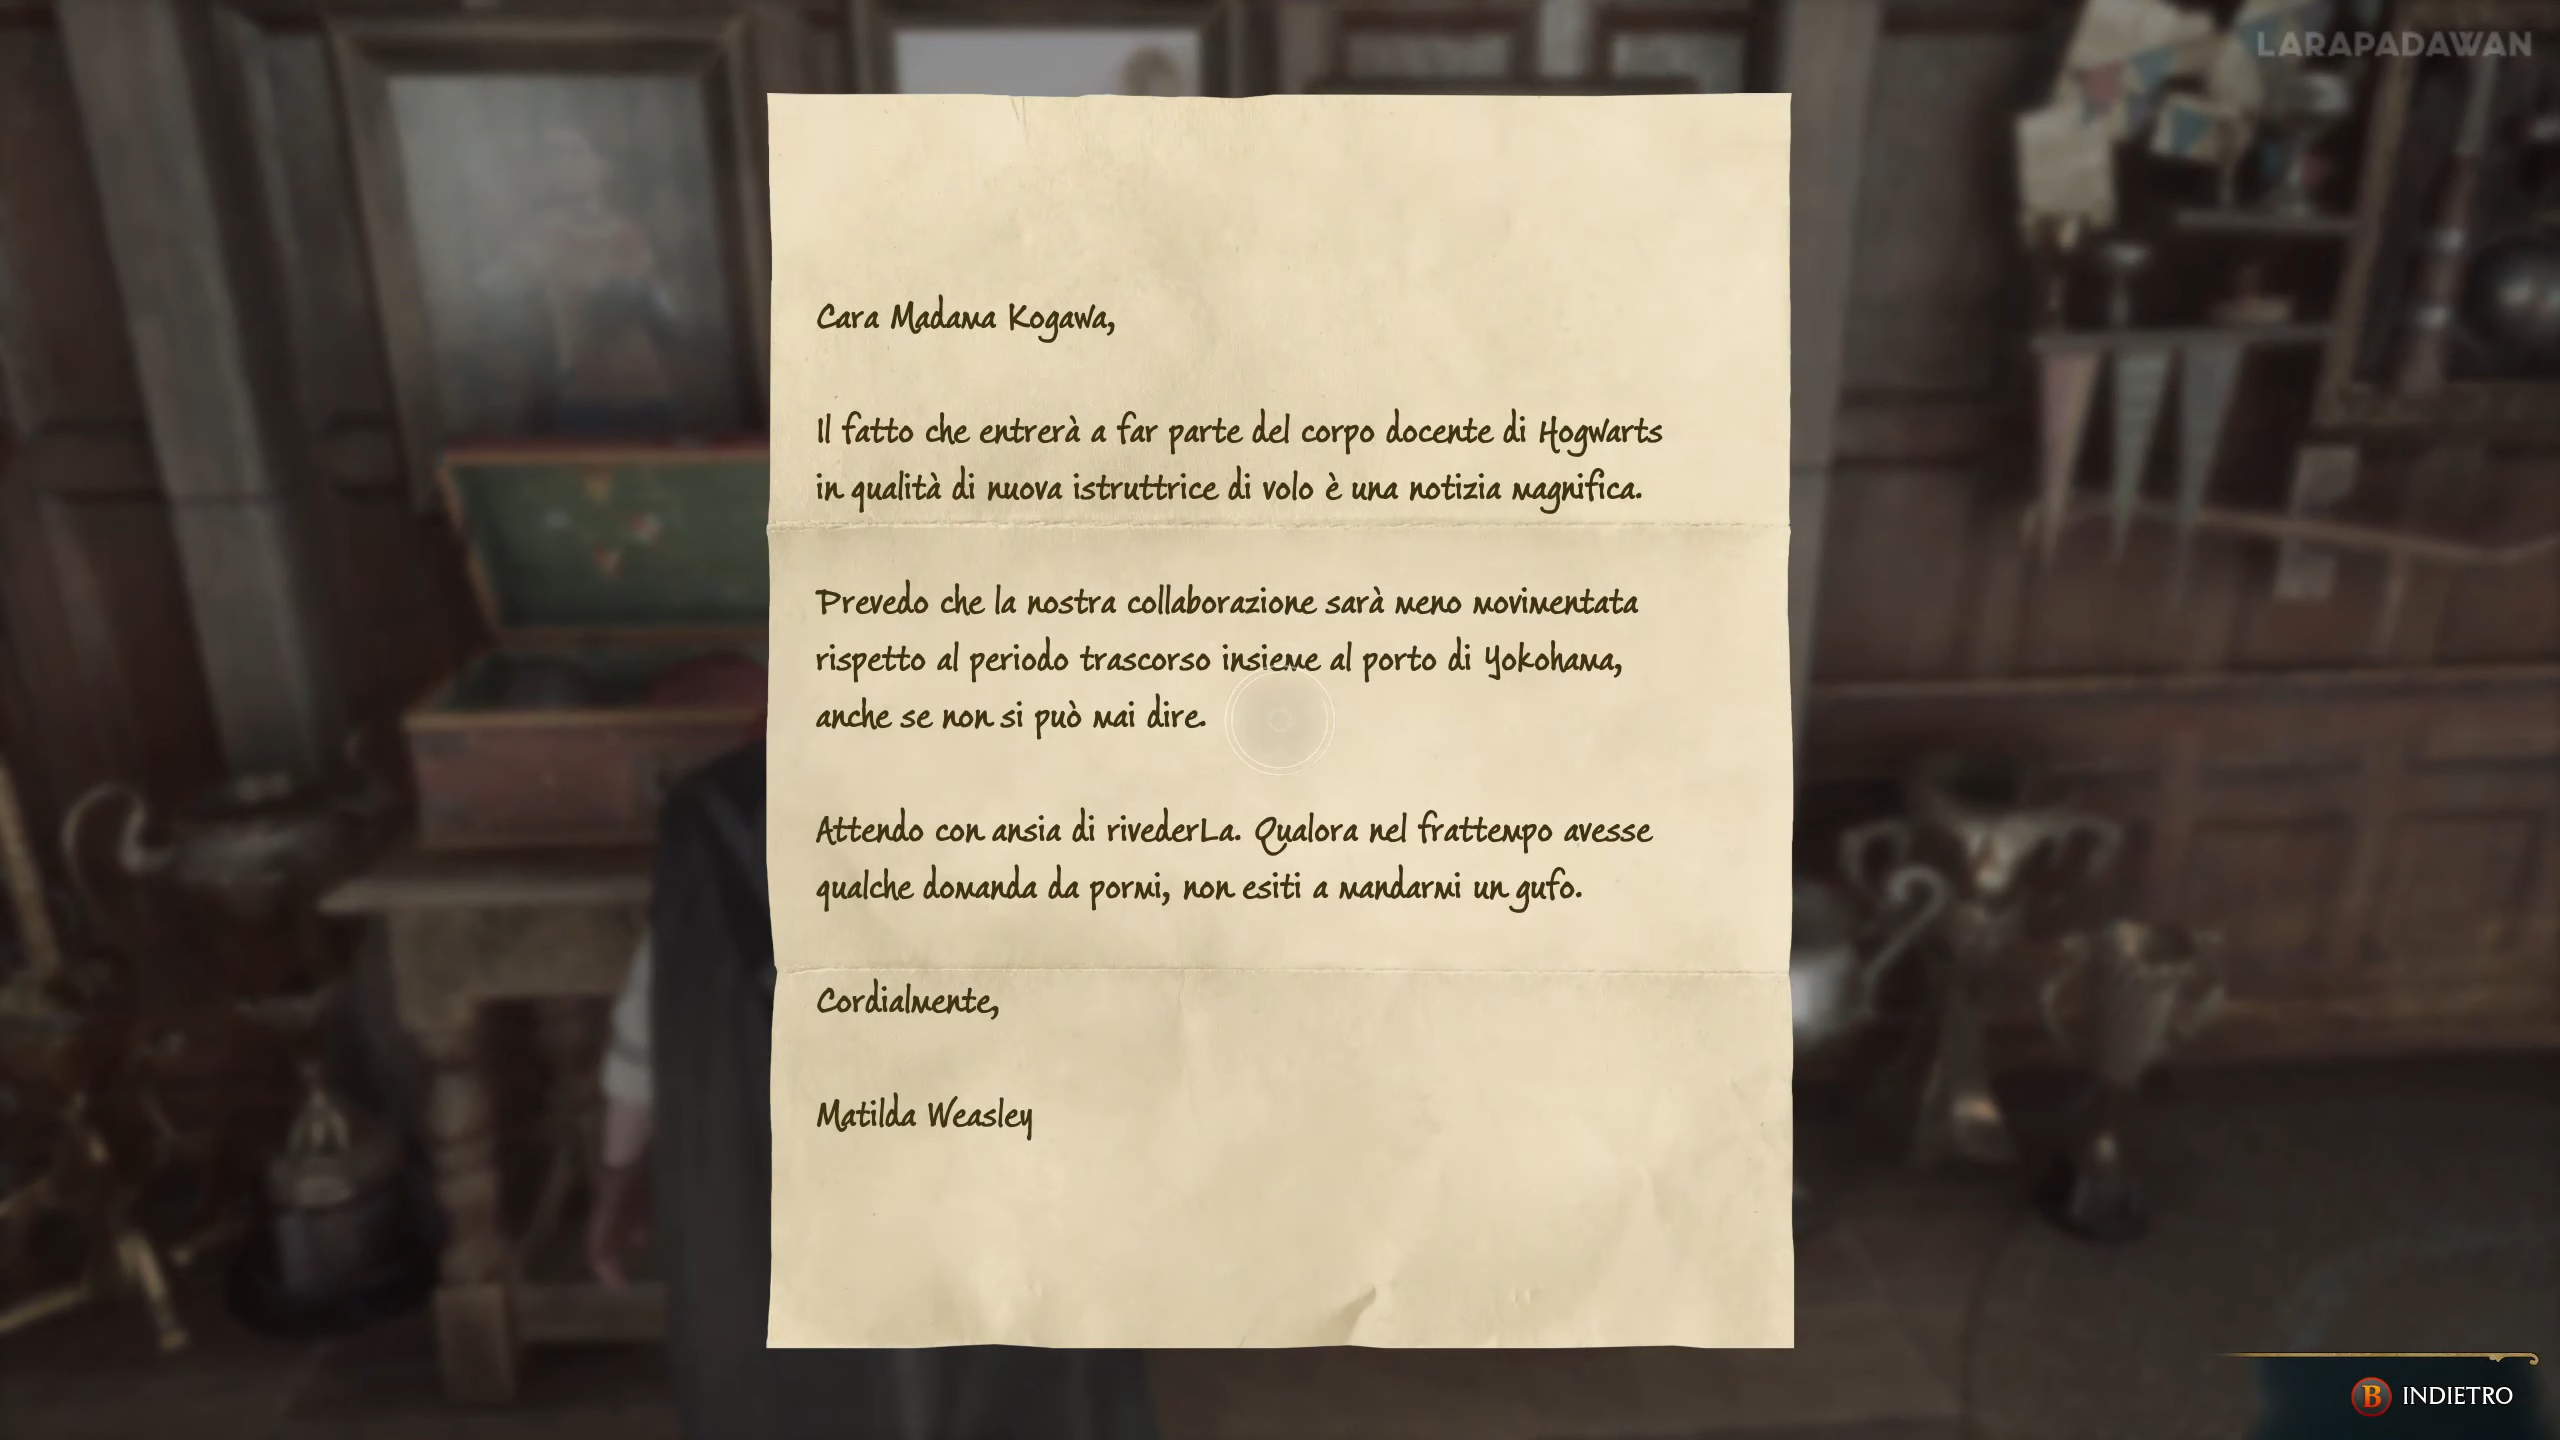 LARAPADAWAN
Cara Madama Kogawa,
Il fatto che entrerà a far parte del corpo docente di Hogwarts
in qualità di nuova istruttrice di volo è una notizia magnifica.
Prevedo che la nostra collaborazione sarà meno movimentata
rispetto al periodo trascorso insieme al porto di Yokohama,
anche se non si può mai dire.
Attendo con ansia di rivederLa. Qualora nel frattempo avesse
qualche domanda da pormi, non esiti a mandarmi un gufo.
Cordialmente,
Matilda Weasley
B INDIETRO